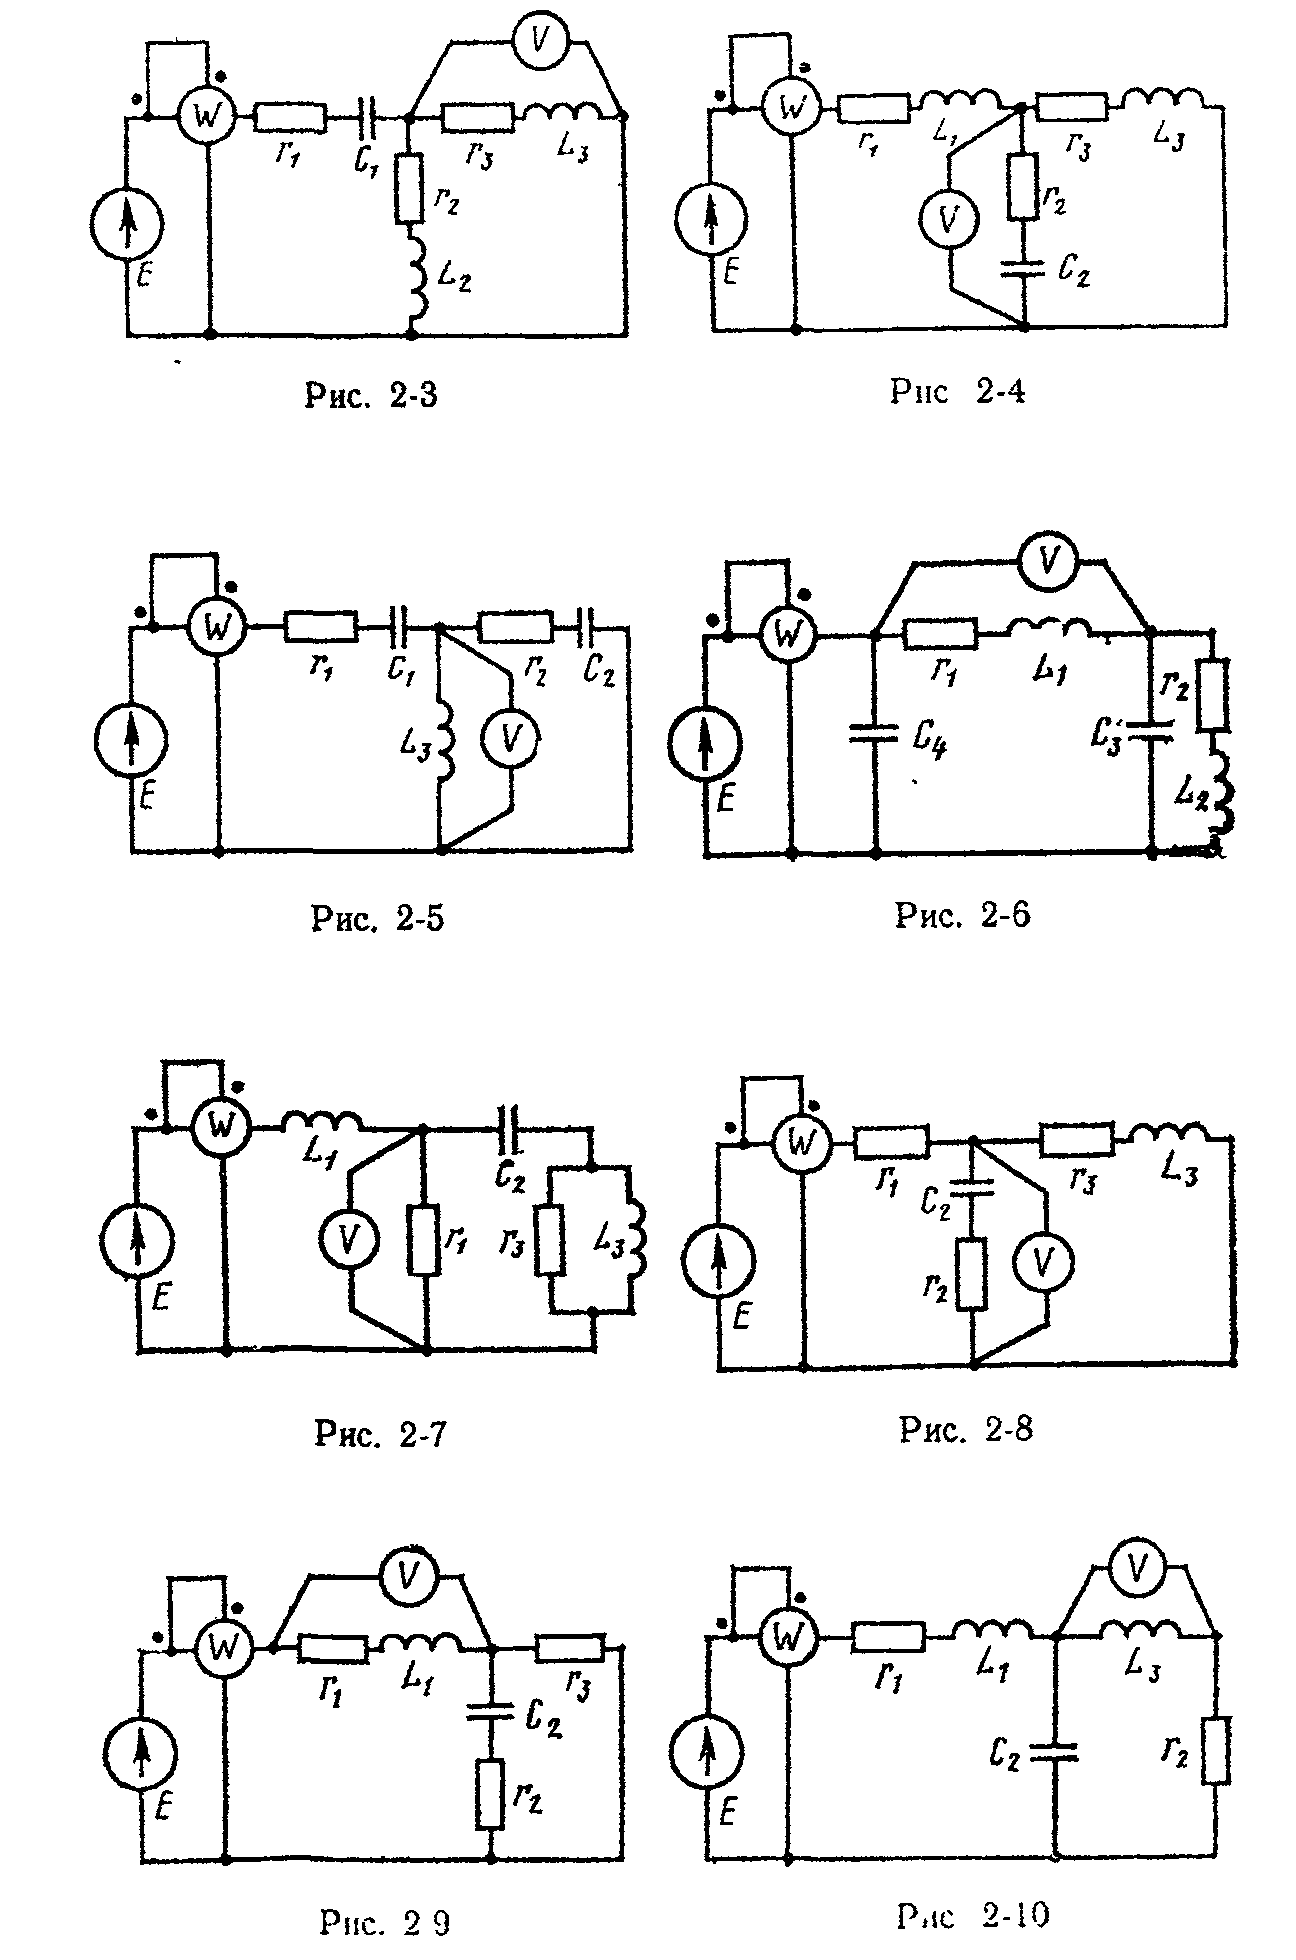 V
W
r1
C1
r3
L3
r2
E
L2
Рис. 2-3
W
r1
L1
r3
L3
V
r2
C2
E
Рис 2-4
W
r1
C1
r2
C2
L3
V
E
Рис. 2-5
V
W
r1
L1
r2
C4
C3
L2
E
Рис. 2-6
W
L1
C2
V
r1
r3
L3
E
Рис. 2-7
W
r1
C2
r3
L3
r2
V
E
Рис. 2-8
V
W
r1
L1
r3
C2
r2
E
Рис. 2 9
V
W
r1
L1
L3
C2
r2
E
Рис 2-10